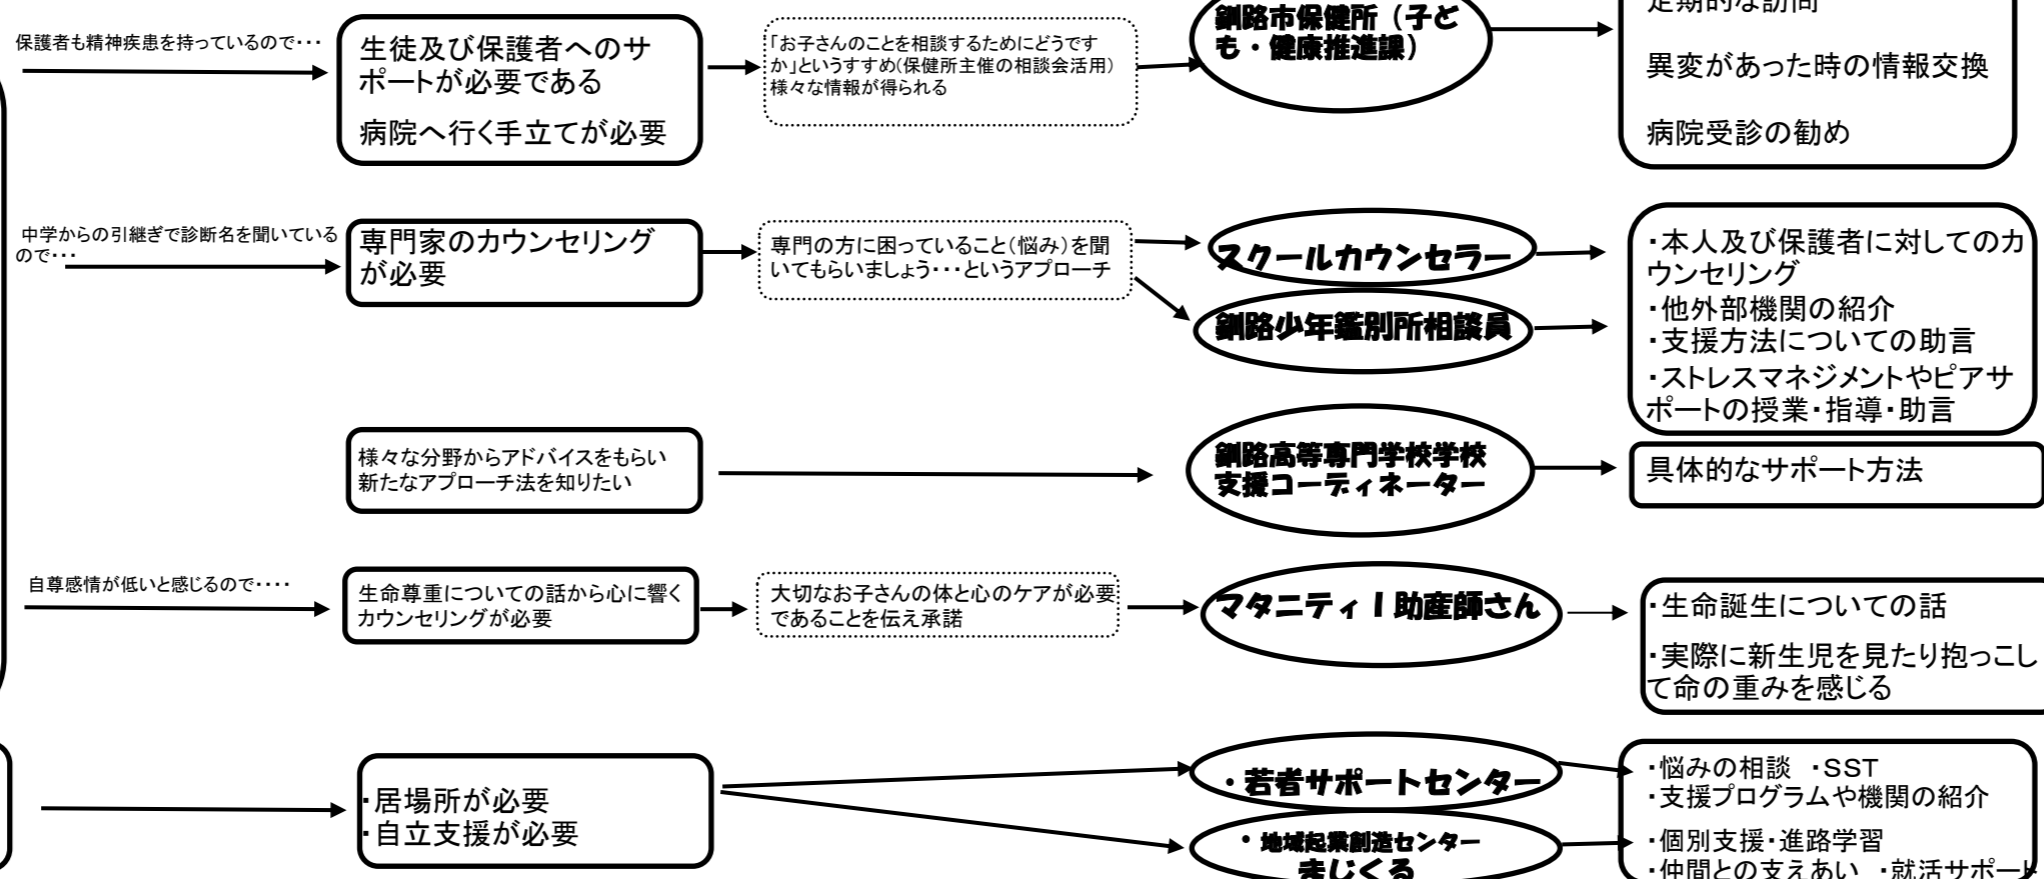 保護者も精神疾患を持っているので・・・
生徒及び保護者へのサ
ポートが必要である
病院へ行く手立てが必要
「お子さんのことを相談するためにどうです
か」というすすめ(保健所主催の相談会活用)
様々な情報が得られる
釧路市保健所（子ど
も・健康推進課）
定期的な訪問
異変があった時の情報交換
病院受診の勧め
中学からの引継ぎで診断名を聞いている
ので・・・
専門家のカウンセリング
が必要
専門の方に困っていること(悩み)を聞
いてもらいましょう・・・というアプローチ
スクールカウンセラー
釧路少年鑑別所相談員
・本人及び保護者に対してのカ
ウンセリング
・他外部機関の紹介
・支援方法についての助言
・ストレスマネジメントやピアサ
ポートの授業・指導・助言
様々な分野からアドバイスをもらい
新たなアプローチ法を知りたい
釧路高等専門学校学校
支援コーディネーター
具体的なサポート方法
自尊感情が低いと感じるので・・・・
生命尊重についての話から心に響く
カウンセリングが必要
大切なお子さんの体と心のケアが必要
であることを伝え承諾
マタニティ I 助産師さん
・生命誕生についての話
・実際に新生児を見たり抱っこし
て命の重みを感じる
・居場所が必要
・自立支援が必要
・若者サポートセンター
・地域起業創造センター
まじくる
・悩みの相談 ・SST
・支援プログラムや機関の紹介
・個別支援・進路学習
・仲間との支えあい ・就活サポート